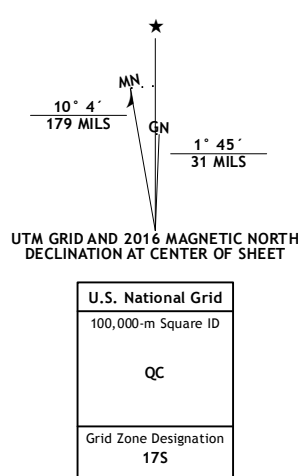 ★
MN
GN
10° 4´
179 MILS
1° 45´
31 MILS
UTM GRID AND 2016 MAGNETIC NORTH
DECLINATION AT CENTER OF SHEET
U.S. National Grid
100,000-m Square ID
QC
Grid Zone Designation
17S